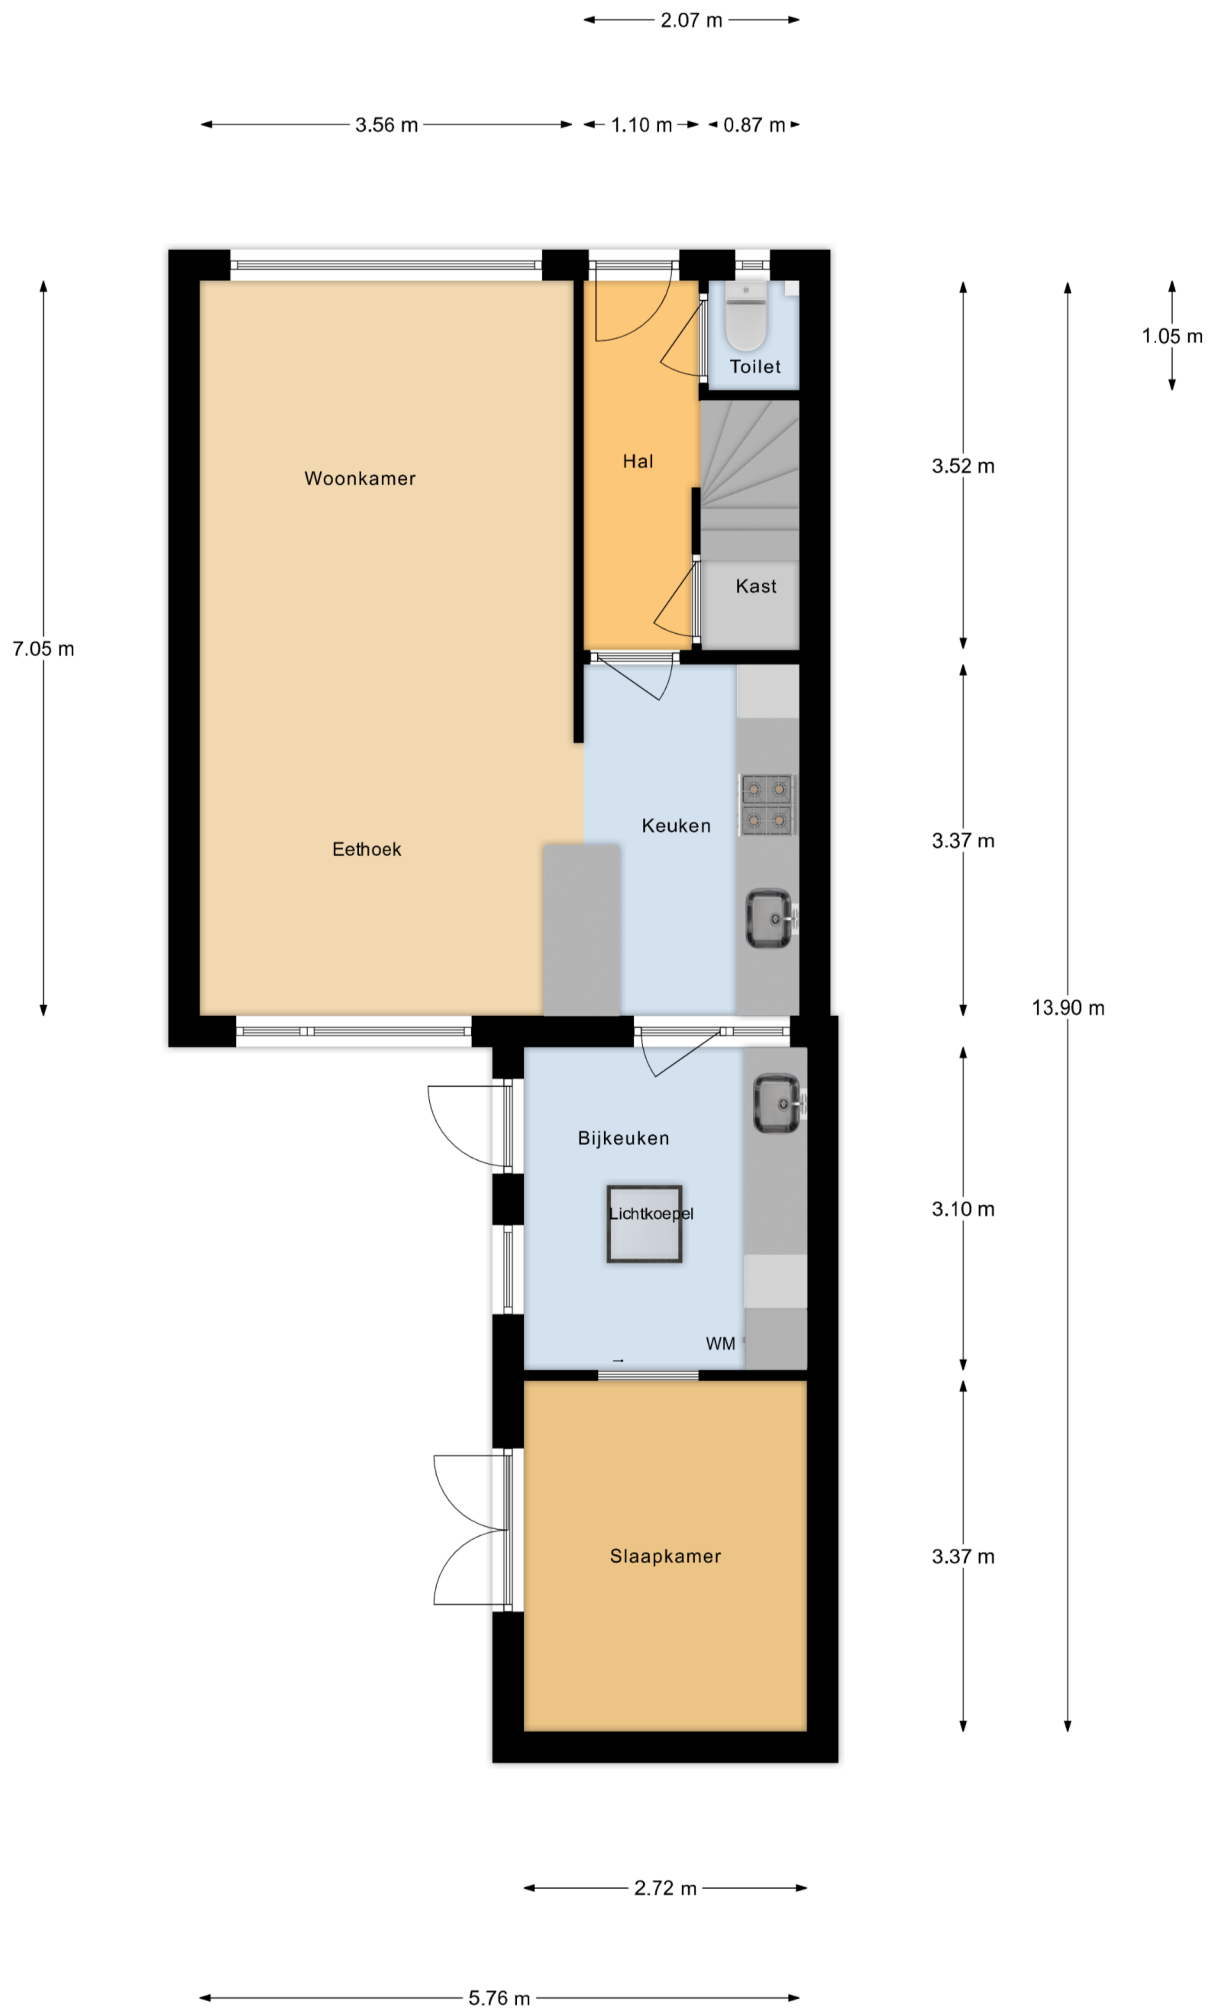 2.07 m
3.56 m
1.10 m
0.87 m
1.05 m
Toilet
Hal
3.52 m
Woonkamer
Kast
7.05 m
Keuken
3.37 m
Eethoek
13.90 m
Bijkeuken
Lichtkoepel
3.10 m
WM
Slaapkamer
3.37 m
2.72 m
5.76 m